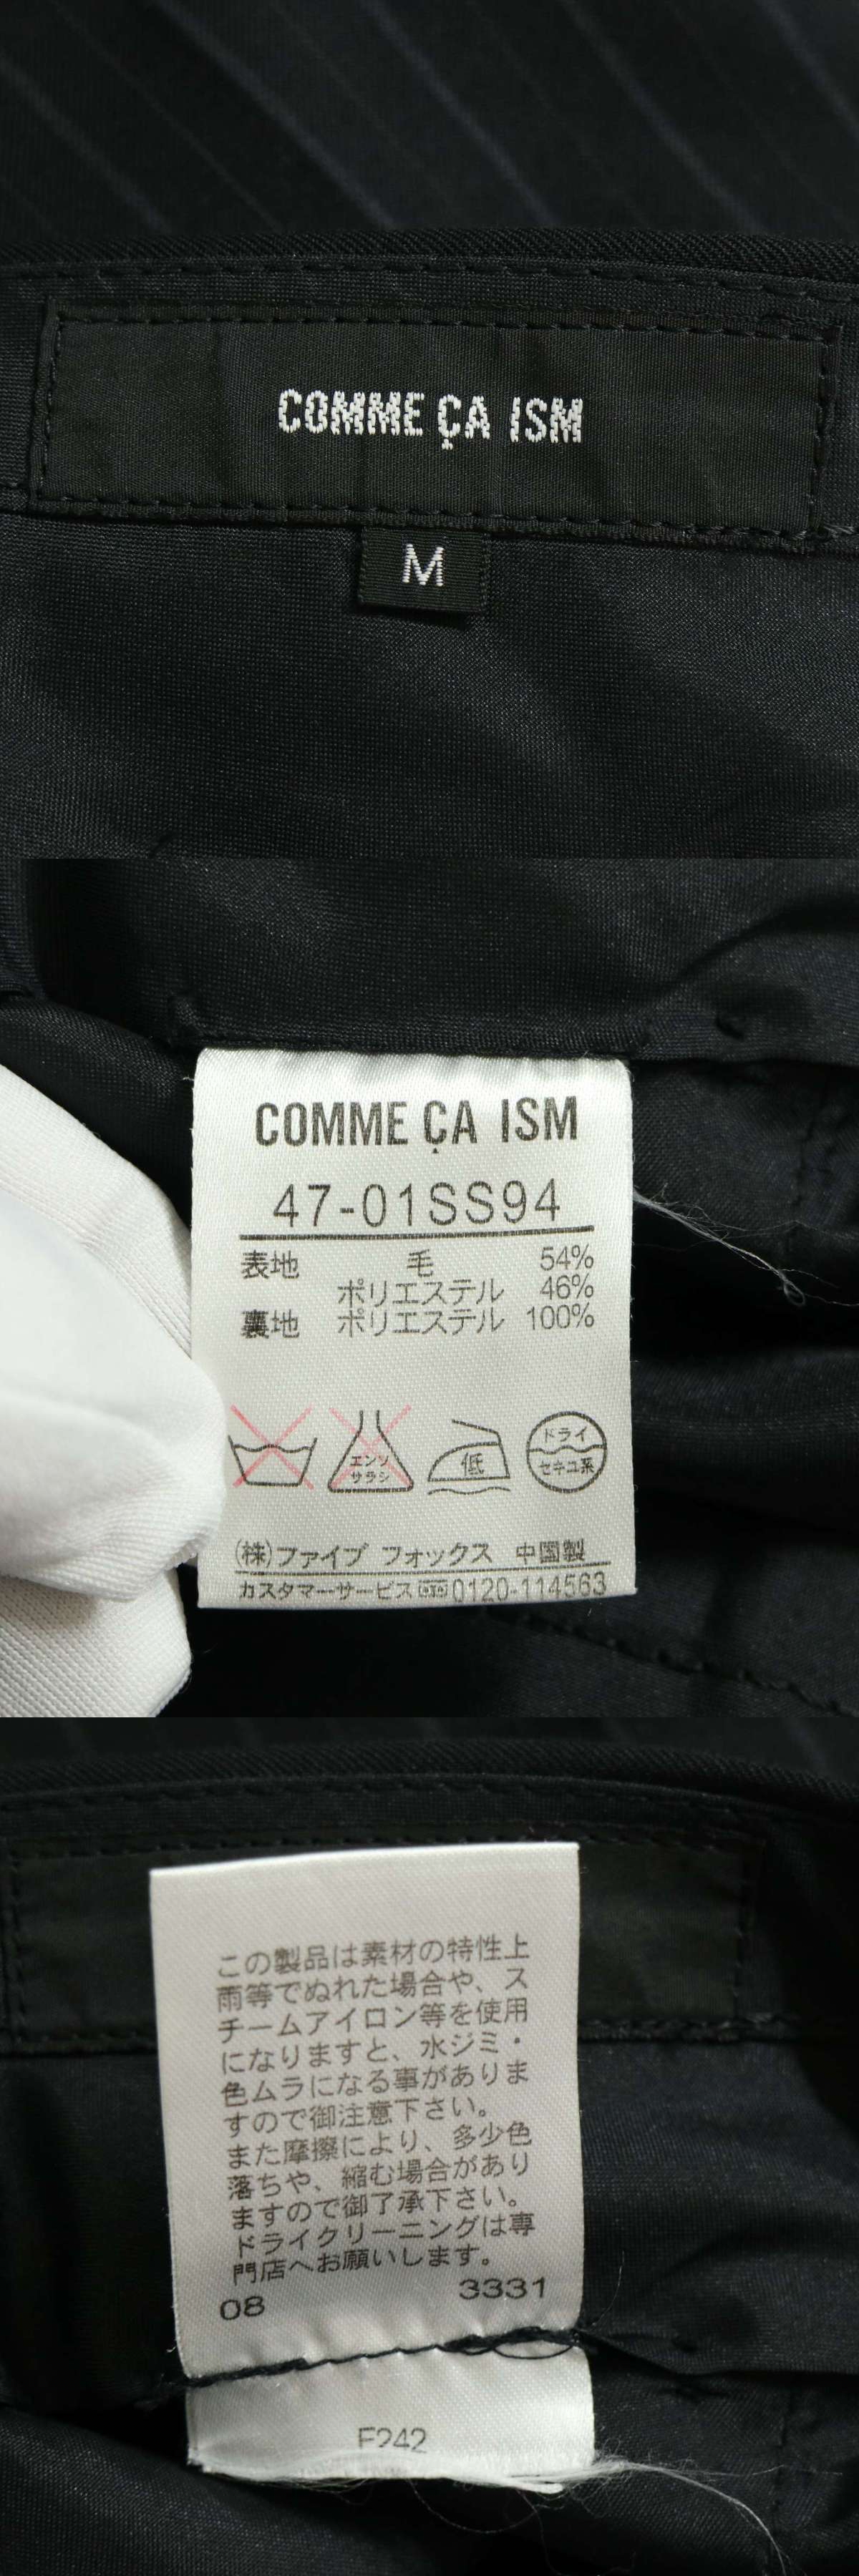 COMME ÇA ISM
M
COMME ÇA ISM
47-01SS94
表地 毛 54%
ポリエステル 46%
裏地 ポリエステル 100%
エンソ
サラシ
低
ドライ
セキユ系
(株)ファイブ フォックス 中国製
カスタマーサービス 0120-114563
この製品は素材の特性上
雨等でぬれた場合や、ス
チームアイロン等を使用
になりますと、水ジミ・
色ムラになる事がありま
すので御注意下さい。
また摩擦により、多少色
落ちや、縮む場合があり
ますので御了承下さい。
ドライクリーニングは専
門店へお願いします。
08 3331
F242